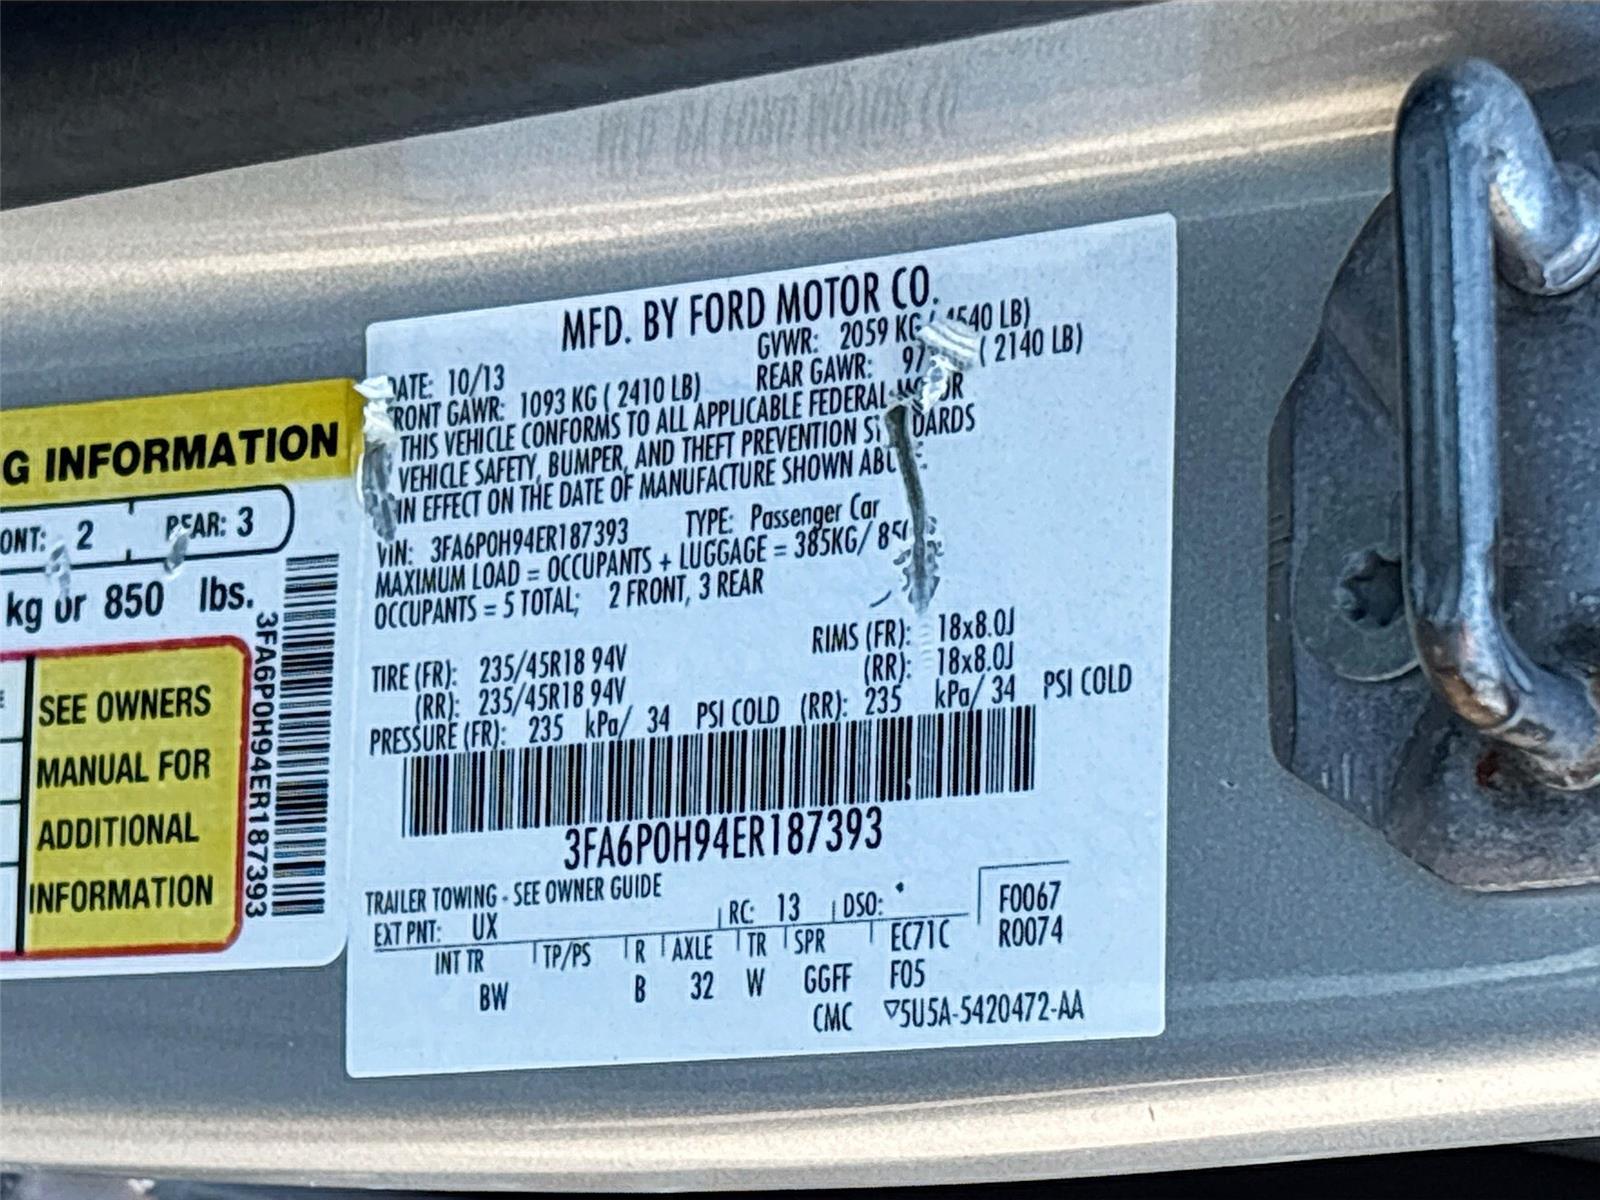 MFD. BY FORD MOTOR CO.
DATE: 10/13 GVWR: 2059 KG ( 4540 LB)
FRONT GAWR: 1093 KG ( 2410 LB) REAR GAWR: ( 2140 LB)
THIS VEHICLE CONFORMS TO ALL APPLICABLE FEDERAL MOTOR
VEHICLE SAFETY, BUMPER, AND THEFT PREVENTION STANDARDS
IN EFFECT ON THE DATE OF MANUFACTURE SHOWN ABOVE.
VIN: 3FA6P0H94ER187393 TYPE: Passenger Car
MAXIMUM LOAD = OCCUPANTS + LUGGAGE = 385KG/
OCCUPANTS = 5 TOTAL; 2 FRONT, 3 REAR
TIRE (FR): 235/45R18 94V RIMS (FR): 18x8.0J
(RR): 235/45R18 94V (RR): 18x8.0J
PRESSURE (FR): 235 kPa/ 34 PSI COLD (RR): 235 kPa/ 34 PSI COLD
3FA6P0H94ER187393
TRAILER TOWING - SEE OWNER GUIDE
EXT PNT: UX RC: 13 DSO: F0067
INT TR TP/PS R AXLE TR SPR EC71C R0074
BW B 32 W GGFF F05
CMC ▽5U5A-5420472-AA
G INFORMATION
ONT: 2 REAR: 3
kg or 850 lbs.
SEE OWNERS
MANUAL FOR
ADDITIONAL
INFORMATION
3FA6P0H94ER187393